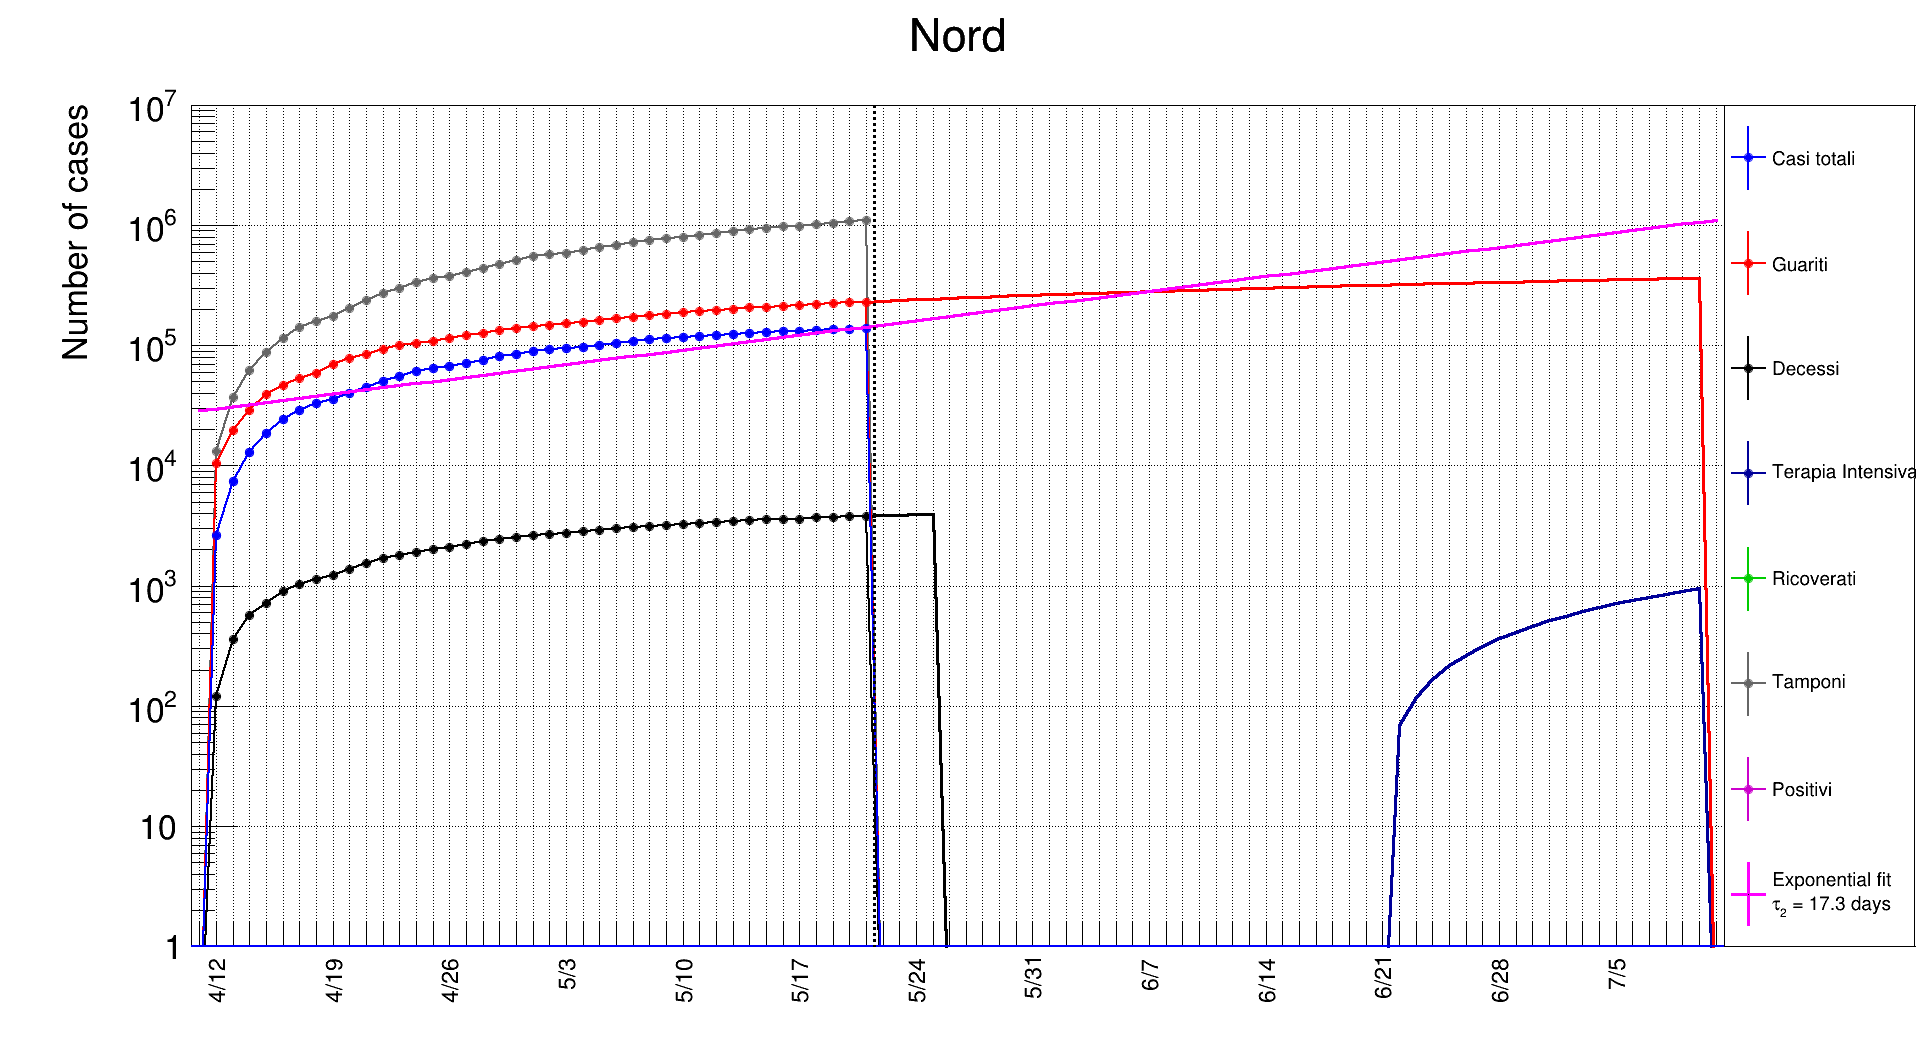 Nord
Number of cases
10^7
10^6
10^5
10^4
10^3
10^2
10
1
4/12 4/19 4/26 5/3 5/10 5/17 5/24 5/31 6/7 6/14 6/21 6/28 7/5
Casi totali
Guariti
Decessi
Terapia Intensiva
Ricoverati
Tamponi
Positivi
Exponential fit
τ₂ = 17.3 days